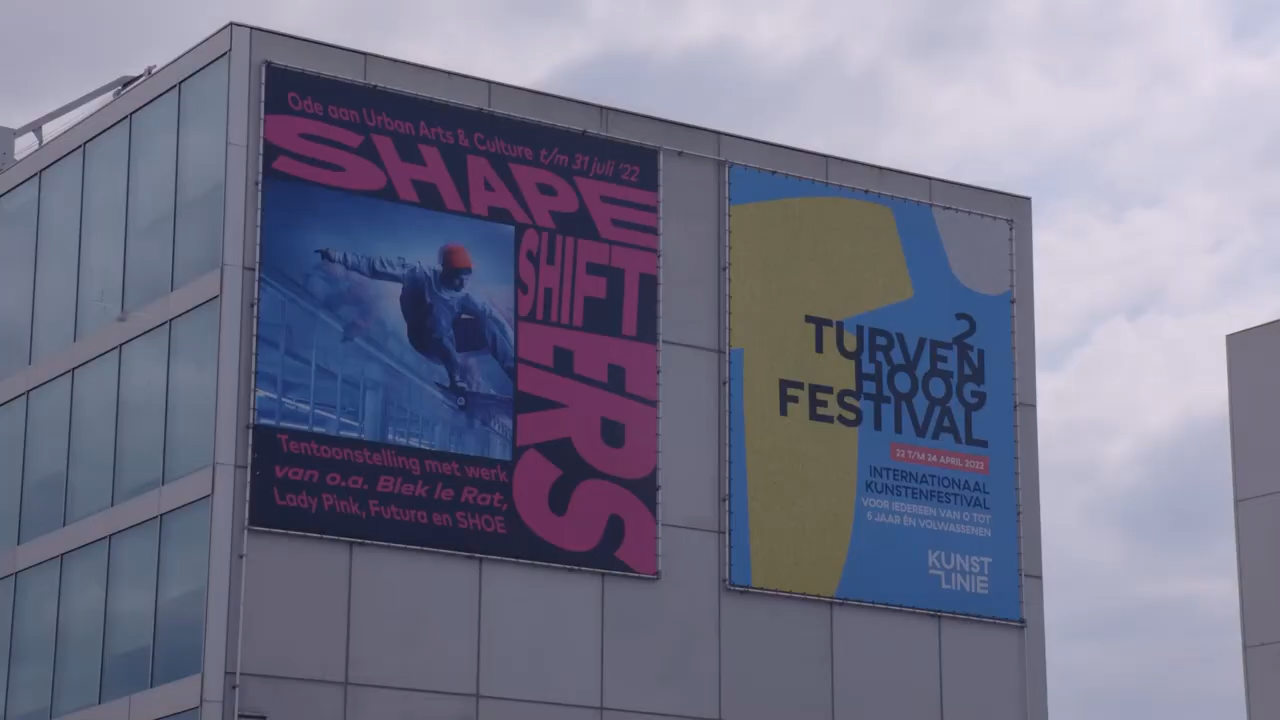 Ode aan Urban Arts & Culture t/m 31 juli '22
SHAPE
SHIFT
ERS
Tentoonstelling met werk
van o.a. Blek le Rat,
Lady Pink, Futura en SHOE
2
TURVEN
HOOG
FESTIVAL
22 T/M 24 APRIL 2022
INTERNATIONAAL
KUNSTENFESTIVAL
VOOR IEDEREEN VAN 0 TOT
6 JAAR ÉN VOLWASSENEN
KUNST
LINIE